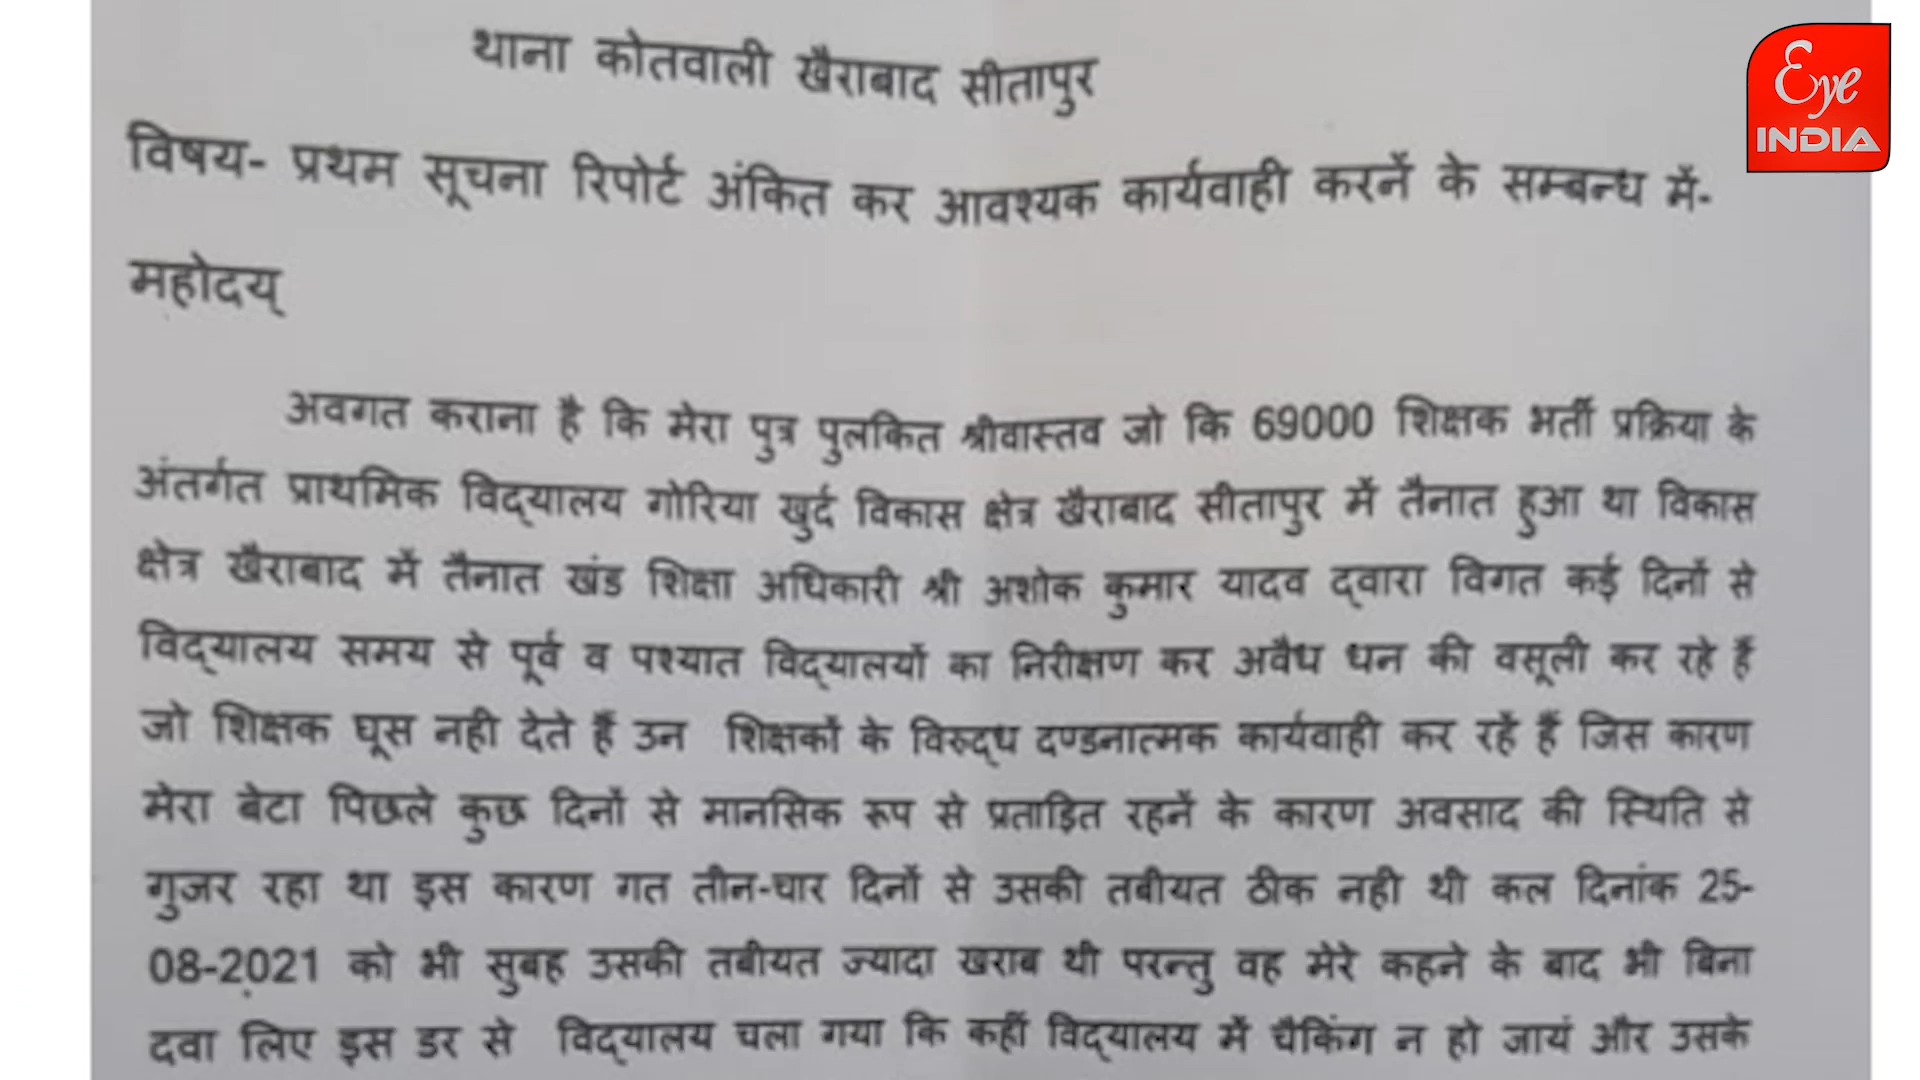 थाना कोतवाली खैराबाद सीतापुर
Eye
INDIA
विषय- प्रथम सूचना रिपोर्ट अंकित कर आवश्यक कार्यवाही करनें के सम्बन्ध में-
महोदय्
अवगत कराना है कि मेरा पुत्र पुलकित श्रीवास्तव जो कि 69000 शिक्षक भर्ती प्रक्रिया के
अंतर्गत प्राथमिक विद्यालय गोरिया खुर्द विकास क्षेत्र खैराबाद सीतापुर में तैनात हुआ था विकास
क्षेत्र खैराबाद में तैनात खंड शिक्षा अधिकारी श्री अशोक कुमार यादव द्वारा विगत कई दिनों से
विद्यालय समय से पूर्व व पश्यात विद्यालयों का निरीक्षण कर अवैध धन की वसूली कर रहे हैं
जो शिक्षक घूस नही देते हैं उन शिक्षकों के विरुद्ध दण्डनात्मक कार्यवाही कर रहें हैं जिस कारण
मेरा बेटा पिछले कुछ दिनों से मानसिक रूप से प्रताड़ित रहनें के कारण अवसाद की स्थिति से
गुजर रहा था इस कारण गत तीन-चार दिनों से उसकी तबीयत ठीक नही थी कल दिनांक 25-
08-2021 को भी सुबह उसकी तबीयत ज्यादा खराब थी परन्तु वह मेरे कहने के बाद भी बिना
दवा लिए इस डर से विद्यालय चला गया कि कहीं विद्यालय में चैकिंग न हो जायं और उसके